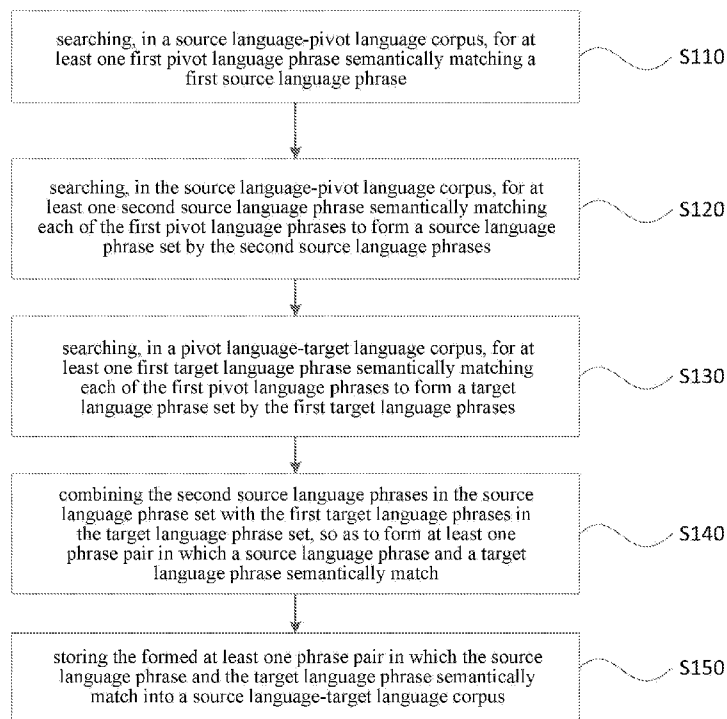 searching, in a source language-pivot language corpus, for at
least one first pivot language phrase semantically matching a
first source language phrase
S110
searching, in the source language-pivot language corpus, for at
least one second source language phrase semantically matching
each of the first pivot language phrases to form a source language
phrase set by the second source language phrases
S120
searching, in a pivot language-target language corpus, for at
least one first target language phrase semantically matching
each of the first pivot language phrases to form a target
language phrase set by the first target language phrases
S130
combining the second source language phrases in the source
language phrase set with the first target language phrases in
the target language phrase set, so as to form at least one
phrase pair in which a source language phrase and a target
language phrase semantically match
S140
storing the formed at least one phrase pair in which the source
language phrase and the target language phrase semantically
match into a source language-target language corpus
S150